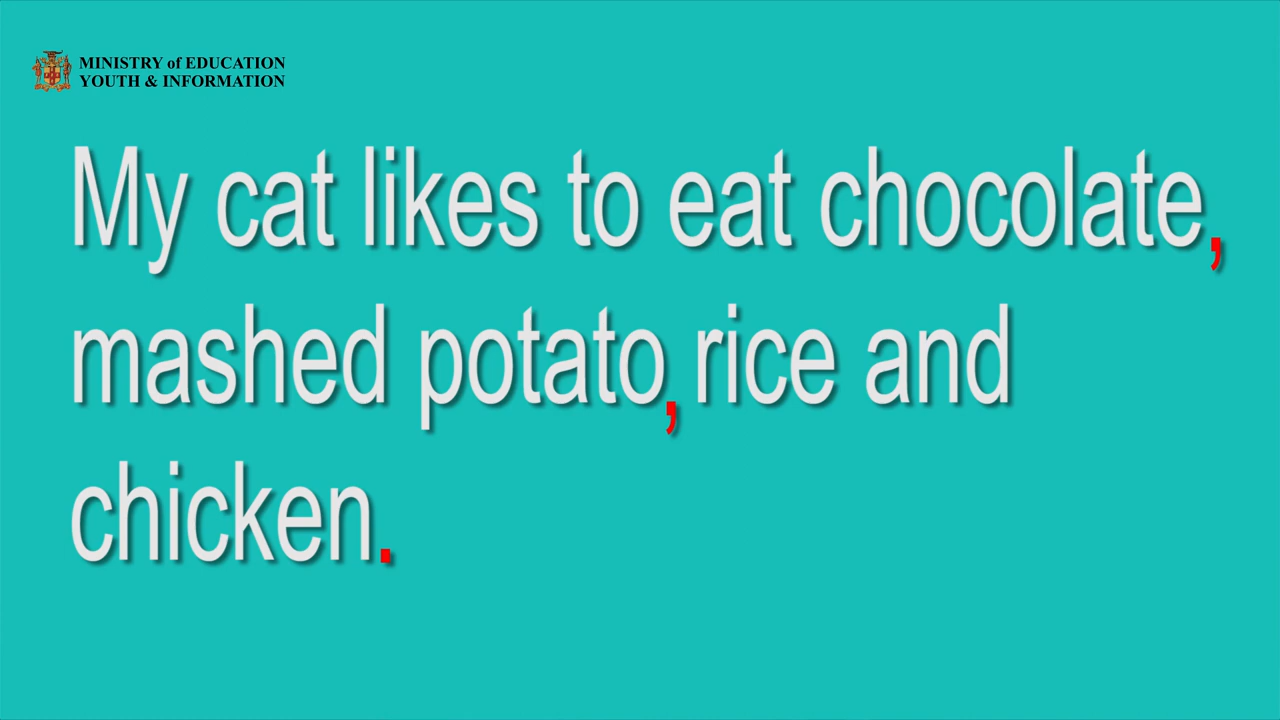 MINISTRY of EDUCATION
YOUTH & INFORMATION
My cat likes to eat chocolate,
mashed potato, rice and
chicken.